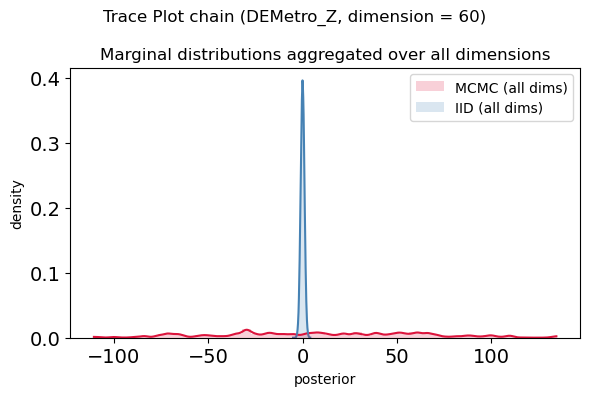 Trace Plot chain (DEMetro_Z, dimension = 60)
Marginal distributions aggregated over all dimensions
MCMC (all dims)
IID (all dims)
density
0.4
0.3
0.2
0.1
0.0
−100
−50
0
50
100
posterior